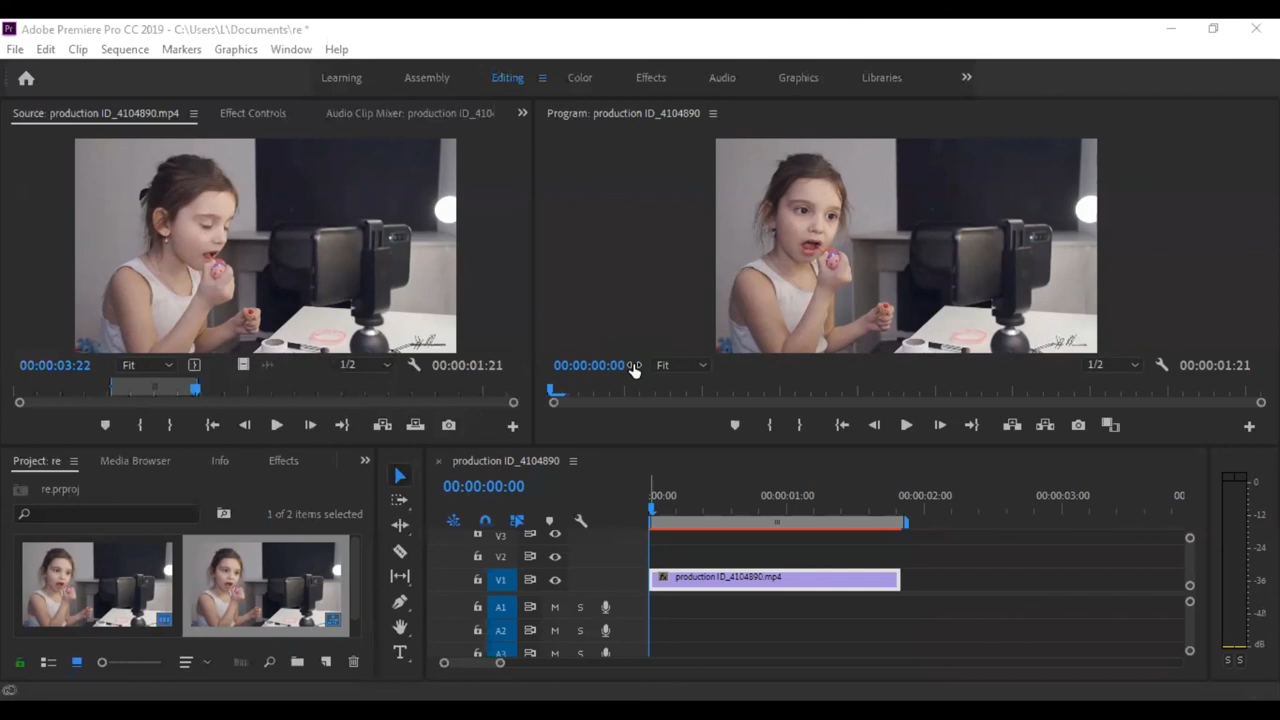 Pr Adobe Premiere Pro CC 2019 - C:\Users\L\Documents\re *
File Edit Clip Sequence Markers Graphics Window Help
Learning Assembly Editing Color Effects Audio Graphics Libraries
Source: production ID_4104890.mp4 Effect Controls Audio Clip Mixer: production ID_4104
Program: production ID_4104890
00:00:03:22 Fit 1/2 00:00:01:21
00:00:00:00 Fit 1/2 00:00:01:21
Project: re Media Browser Info Effects
re.prproj
1 of 2 items selected
× production ID_4104890
00:00:00:00
:00:00 00:00:01:00 00:00:02:00 00:00:03:00 00
V3
V2
V1 fx production ID_4104890.mp4
A1 M S
A2 M S
A3 M S
T
0
-12
-24
-36
-48
dB
S S